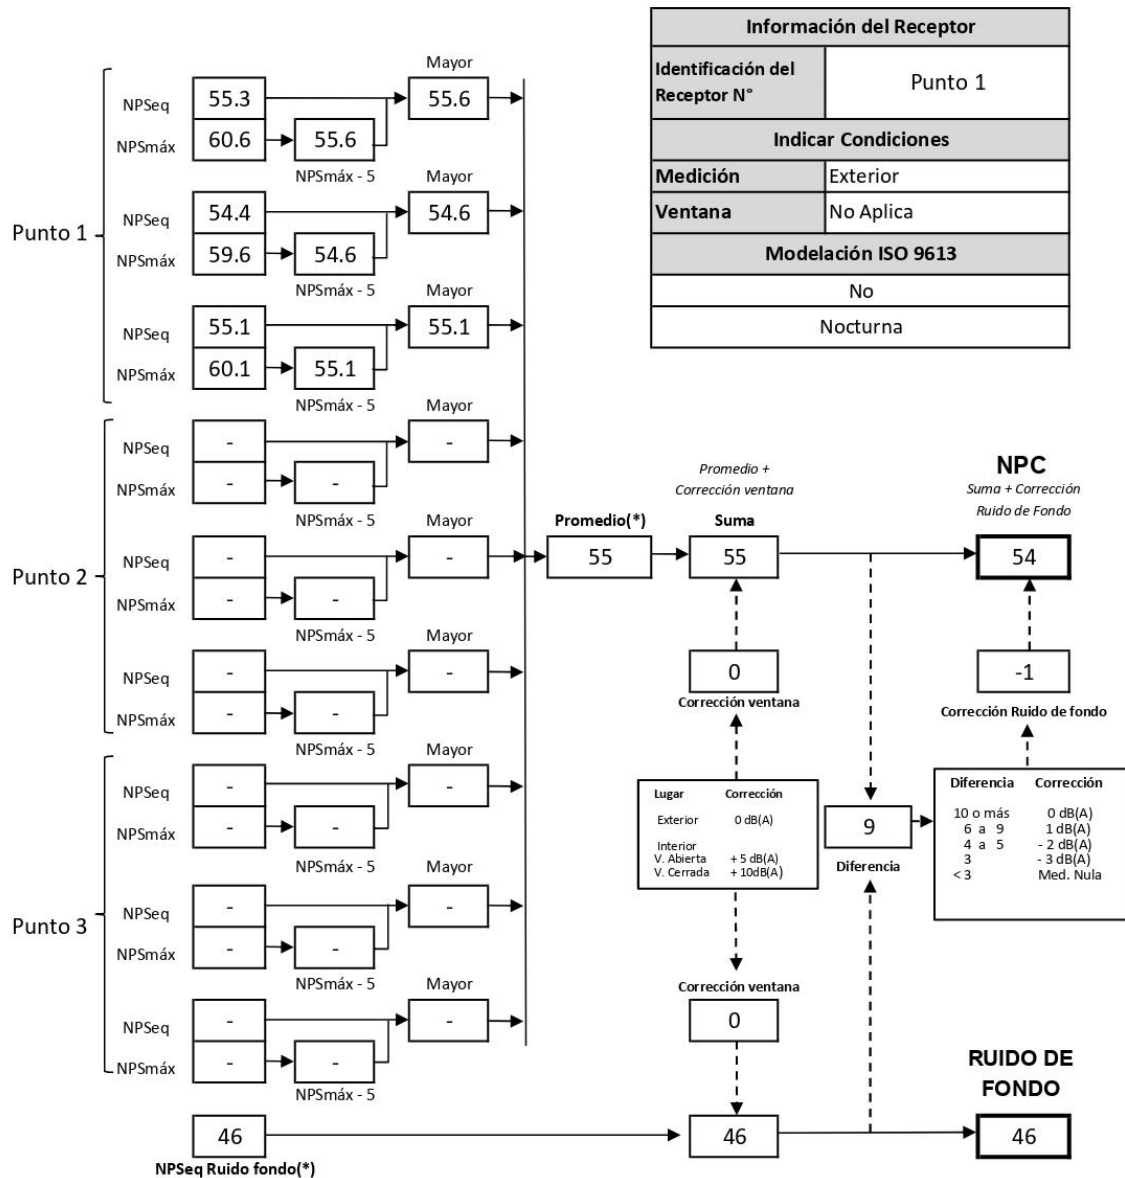 Información del Receptor
Identificación del Receptor N°
Punto 1
Indicar Condiciones
Medición Exterior
Ventana No Aplica
Modelación ISO 9613
No
Nocturna
Punto 1
Mayor
NPSeq 55.3 55.6
NPSmáx 60.6 55.6
NPSmáx - 5
Mayor
NPSeq 54.4 54.6
NPSmáx 59.6 54.6
NPSmáx - 5
Mayor
NPSeq 55.1 55.1
NPSmáx 60.1 55.1
NPSmáx - 5
Punto 2
Mayor
NPSeq - -
NPSmáx - -
NPSmáx - 5
Mayor
NPSeq - -
NPSmáx - -
NPSmáx - 5
Mayor
NPSeq - -
NPSmáx - -
NPSmáx - 5
Punto 3
Mayor
NPSeq - -
NPSmáx - -
NPSmáx - 5
Mayor
NPSeq - -
NPSmáx - -
NPSmáx - 5
Mayor
NPSeq - -
NPSmáx - -
NPSmáx - 5
46
NPSeq Ruido fondo(*)
Promedio(*)
55
Promedio +
Corrección ventana
Suma
55
0
Corrección ventana
Lugar Corrección
Exterior 0 dB(A)
Interior
V. Abierta + 5 dB(A)
V. Cerrada + 10dB(A)
Corrección ventana
0
46
9
Diferencia
NPC
Suma + Corrección
Ruido de Fondo
54
-1
Corrección Ruido de fondo
Diferencia Corrección
10 o más 0 dB(A)
6 a 9 1 dB(A)
4 a 5 - 2 dB(A)
3 - 3 dB(A)
< 3 Med. Nula
RUIDO DE
FONDO
46